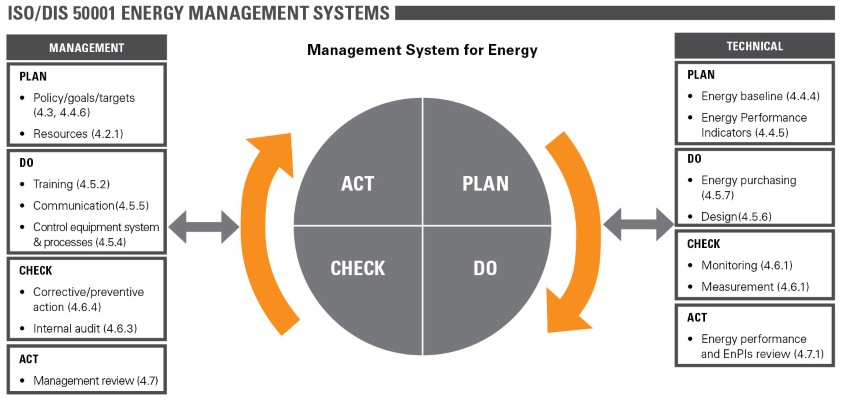 ISO/DIS 50001 ENERGY MANAGEMENT SYSTEMS
MANAGEMENT
PLAN
• Policy/goals/targets
(4.3, 4.4.6)
• Resources (4.2.1)
DO
• Training (4.5.2)
• Communication(4.5.5)
• Control equipment system
& processes (4.5.4)
CHECK
• Corrective/preventive
action (4.6.4)
• Internal audit (4.6.3)
ACT
• Management review (4.7)
Management System for Energy
ACT
PLAN
CHECK
DO
TECHNICAL
PLAN
• Energy baseline (4.4.4)
• Energy Performance
Indicators (4.4.5)
DO
• Energy purchasing
(4.5.7)
• Design(4.5.6)
CHECK
• Monitoring (4.6.1)
• Measurement (4.6.1)
ACT
• Energy performance
and EnPIs review (4.7.1)